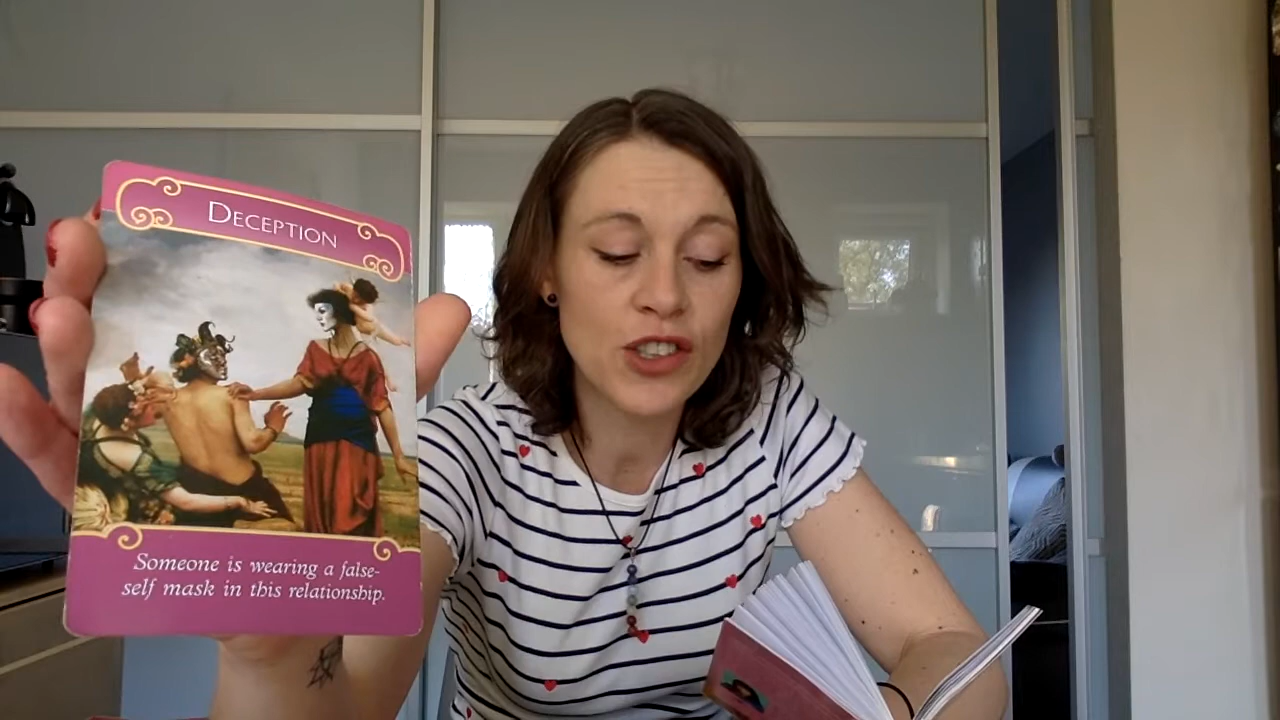 DECEPTION
Someone is wearing a false-
self mask in this relationship.